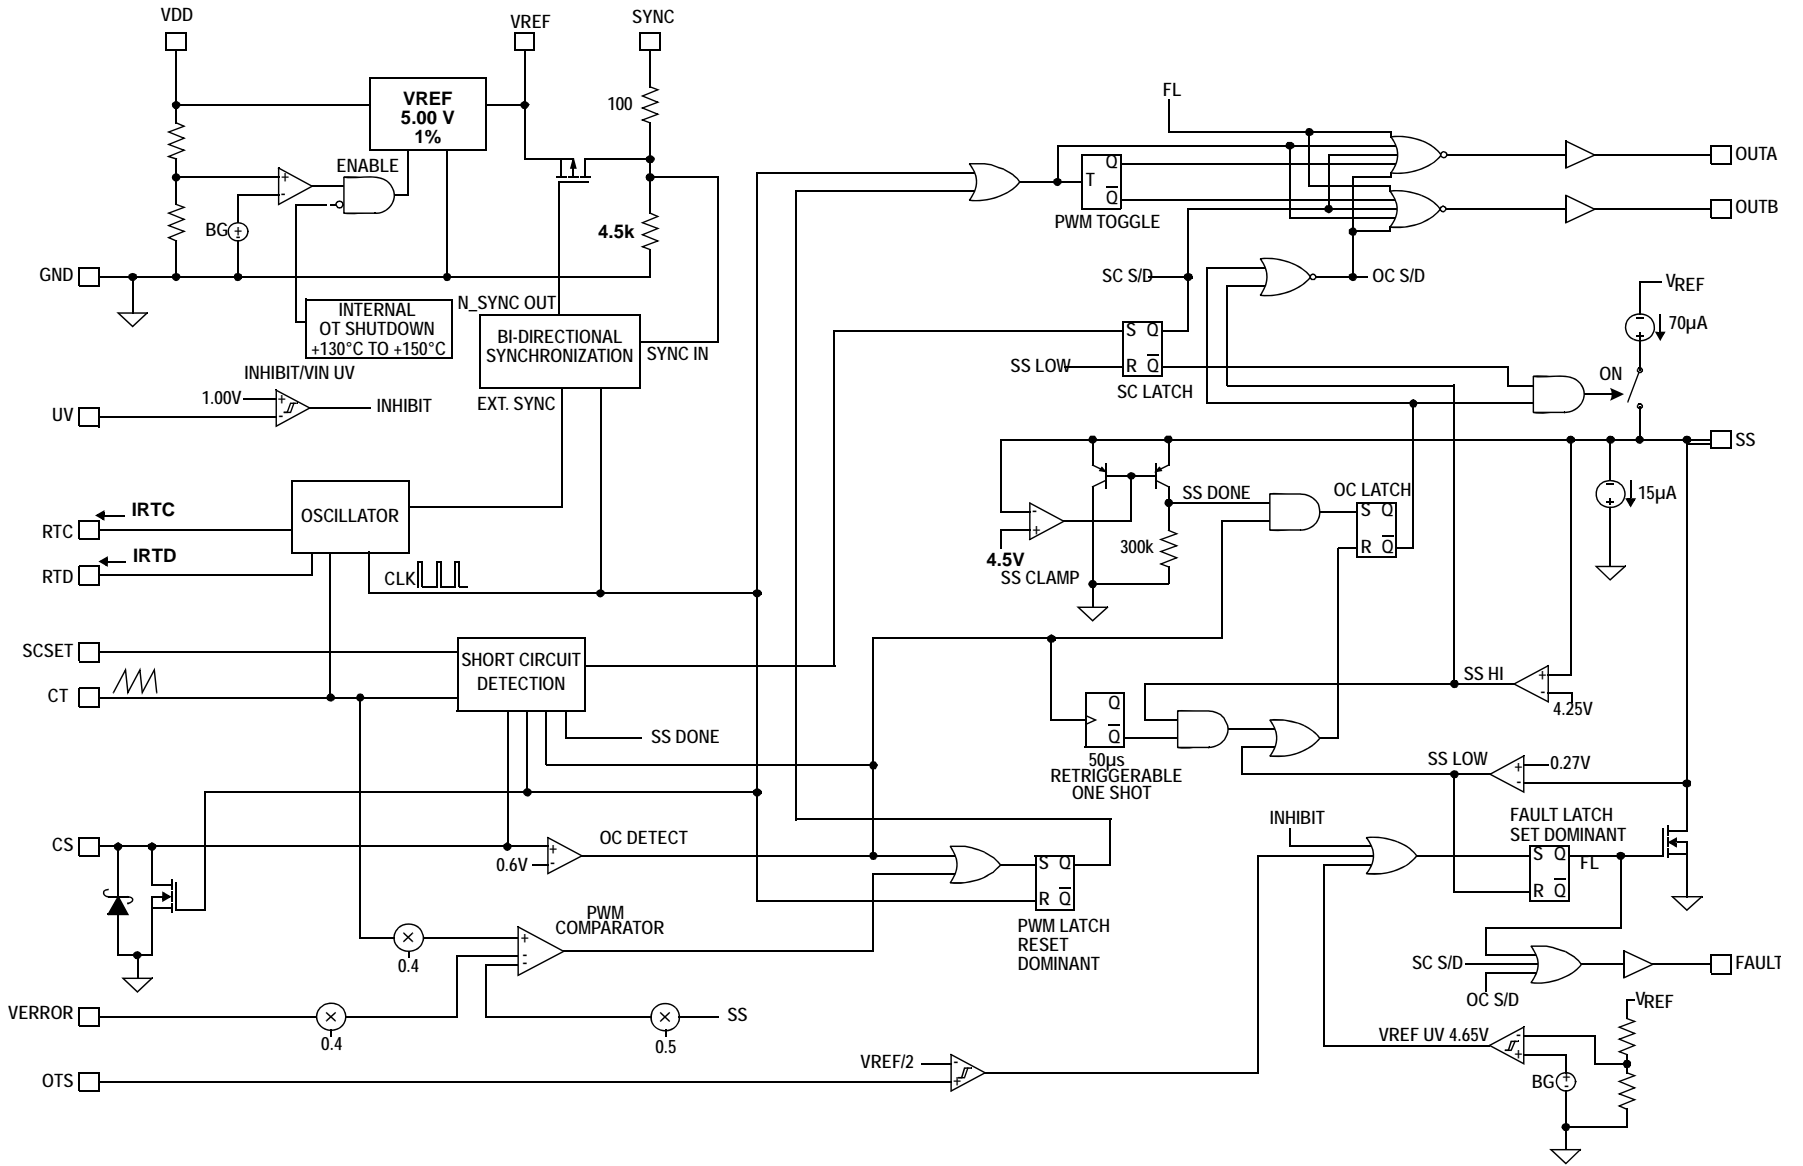 VDD
VREF
SYNC
VREF
5.00 V
1%
100
FL
ENABLE
Q
T
Q
PWM TOGGLE
OUTA
OUTB
BG
4.5k
GND
SC S/D
OC S/D
VREF
70µA
N_SYNC OUT
INTERNAL
OT SHUTDOWN
+130°C TO +150°C
BI-DIRECTIONAL
SYNCHRONIZATION
SYNC IN
S Q
R Q
SS LOW
SC LATCH
ON
INHIBIT/VIN UV
1.00V
INHIBIT
UV
EXT. SYNC
SS
SS DONE
OC LATCH
S Q
R Q
15µA
IRTC
RTC
OSCILLATOR
IRTD
RTD
CLK
4.5V
SS CLAMP
300k
SCSET
SHORT CIRCUIT
DETECTION
CT
SS DONE
Q
Q
50µs
RETRIGGERABLE
ONE SHOT
SS HI
4.25V
SS LOW
0.27V
CS
OC DETECT
0.6V
S Q
R Q
PWM LATCH
RESET
DOMINANT
INHIBIT
FAULT LATCH
SET DOMINANT
S Q
FL
R Q
PWM
COMPARATOR
0.4
SC S/D
OC S/D
FAULT
VERROR
0.4
0.5
SS
VREF
VREF UV 4.65V
BG
VREF/2
OTS